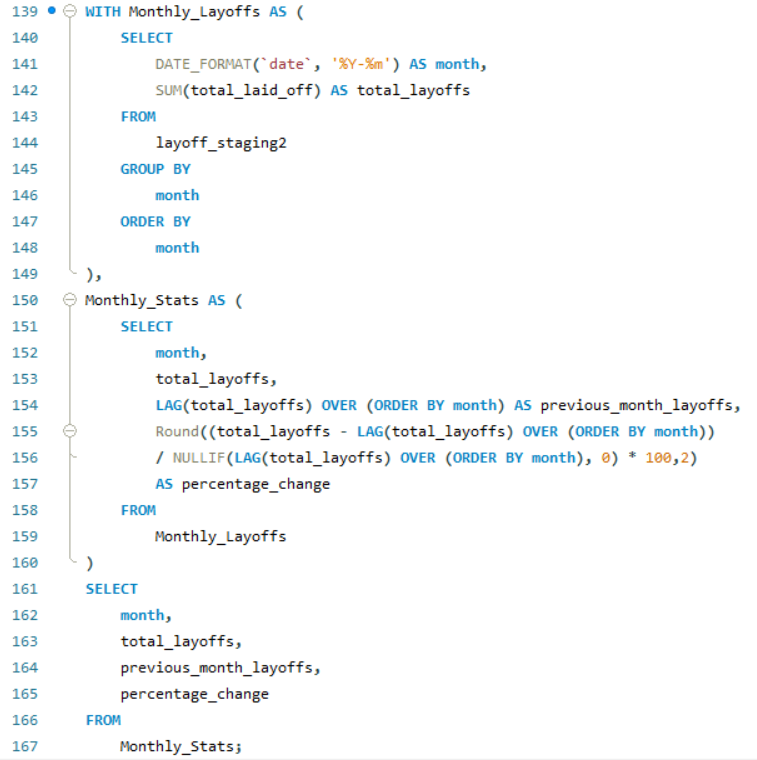 139 WITH Monthly_Layoffs AS (
140 SELECT
141 DATE_FORMAT(`date`, '%Y-%m') AS month,
142 SUM(total_laid_off) AS total_layoffs
143 FROM
144 layoff_staging2
145 GROUP BY
146 month
147 ORDER BY
148 month
149 ),
150 Monthly_Stats AS (
151 SELECT
152 month,
153 total_layoffs,
154 LAG(total_layoffs) OVER (ORDER BY month) AS previous_month_layoffs,
155 Round((total_layoffs - LAG(total_layoffs) OVER (ORDER BY month))
156 / NULLIF(LAG(total_layoffs) OVER (ORDER BY month), 0) * 100,2)
157 AS percentage_change
158 FROM
159 Monthly_Layoffs
160 )
161 SELECT
162 month,
163 total_layoffs,
164 previous_month_layoffs,
165 percentage_change
166 FROM
167 Monthly_Stats;